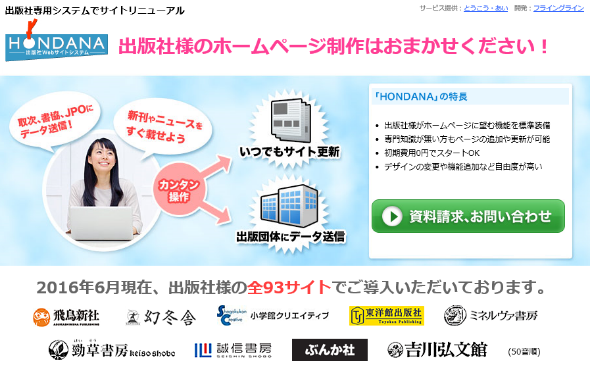 出版社専用システムでサイトリニューアル
サービス提供：とうこう・あい　開発：フライングライン
HONDANA
出版社Webサイトシステム
出版社様のホームページ制作はおまかせください！
取次、書協、JPOに
データ送信！
新刊やニュースを
すぐ載せよう
カンタン
操作
いつでもサイト更新
出版団体にデータ送信
「HONDANA」の特長
• 出版社がホームページに望む機能を標準装備
• 専門知識が無い方もページの追加や更新が可能
• 初期費用0円でスタートOK
• デザインの変更や機能追加など自由度が高い
資料請求、お問い合わせ
2016年6月現在、出版社様の全93サイトでご導入いただいております。
飛鳥新社
ASUKASHINSHA PUBLISHING
幻冬舎
Shogakukan
Creative
小学館クリエイティブ
東洋館出版社
Toyokan Publishing
ミネルヴァ書房
けい そう しょ ぼう
勁草書房 keiso shobo
誠信書房
SEISHIN SHOBO
ぶんか社
吉川弘文館
(50音順)